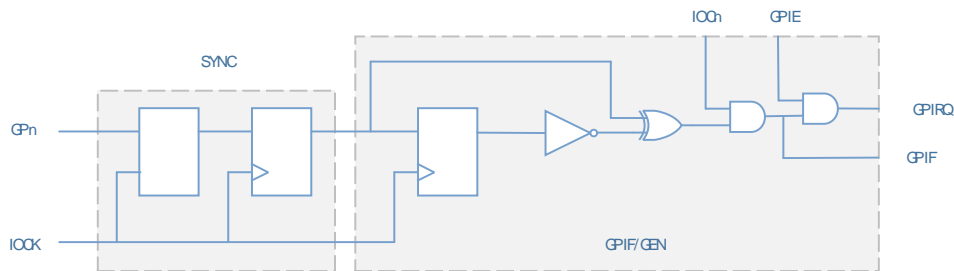 IOCn
GPIE
SYNC
GPn
GPIRQ
GPIF
IOCK
GPIF/GEN